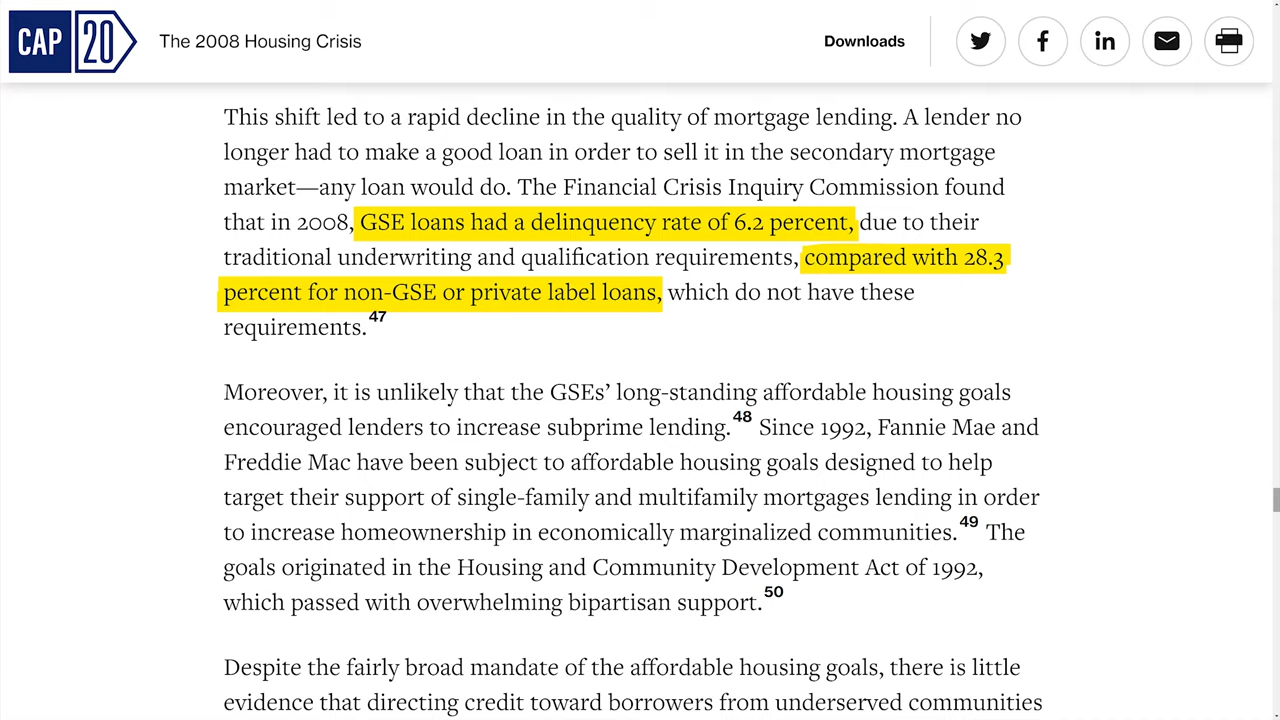 CAP 20 The 2008 Housing Crisis Downloads
This shift led to a rapid decline in the quality of mortgage lending. A lender no
longer had to make a good loan in order to sell it in the secondary mortgage
market—any loan would do. The Financial Crisis Inquiry Commission found
that in 2008, GSE loans had a delinquency rate of 6.2 percent, due to their
traditional underwriting and qualification requirements, compared with 28.3
percent for non-GSE or private label loans, which do not have these
requirements.47
Moreover, it is unlikely that the GSEs’ long-standing affordable housing goals
encouraged lenders to increase subprime lending.48 Since 1992, Fannie Mae and
Freddie Mac have been subject to affordable housing goals designed to help
target their support of single-family and multifamily mortgages lending in order
to increase homeownership in economically marginalized communities.49 The
goals originated in the Housing and Community Development Act of 1992,
which passed with overwhelming bipartisan support.50
Despite the fairly broad mandate of the affordable housing goals, there is little
evidence that directing credit toward borrowers from underserved communities